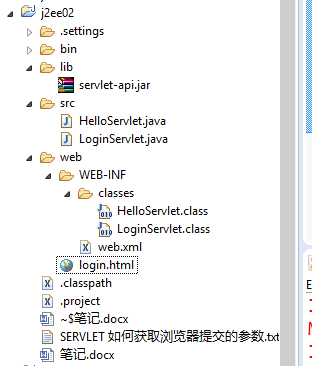 j2ee02
.settings
bin
lib
servlet-api.jar
src
HelloServlet.java
LoginServlet.java
web
WEB-INF
classes
HelloServlet.class
LoginServlet.class
web.xml
login.html
.classpath
.project
~$笔记.docx
SERVLET 如何获取浏览器提交的参数.txt
笔记.docx